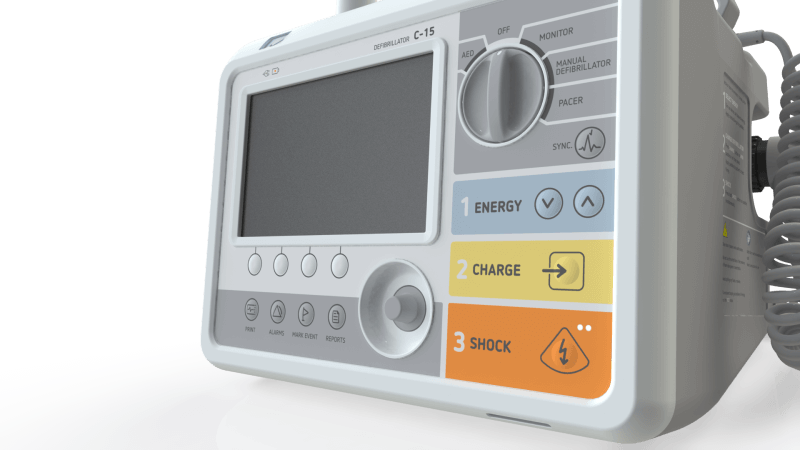 DEFIBRILLATOR C-15
OFF
AED
MONITOR
MANUAL
DEFIBRILLATOR
PACER
SYNC.
1 ENERGY
2 CHARGE
3 SHOCK
PRINT
ALARMS
MARK EVENT
REPORTS